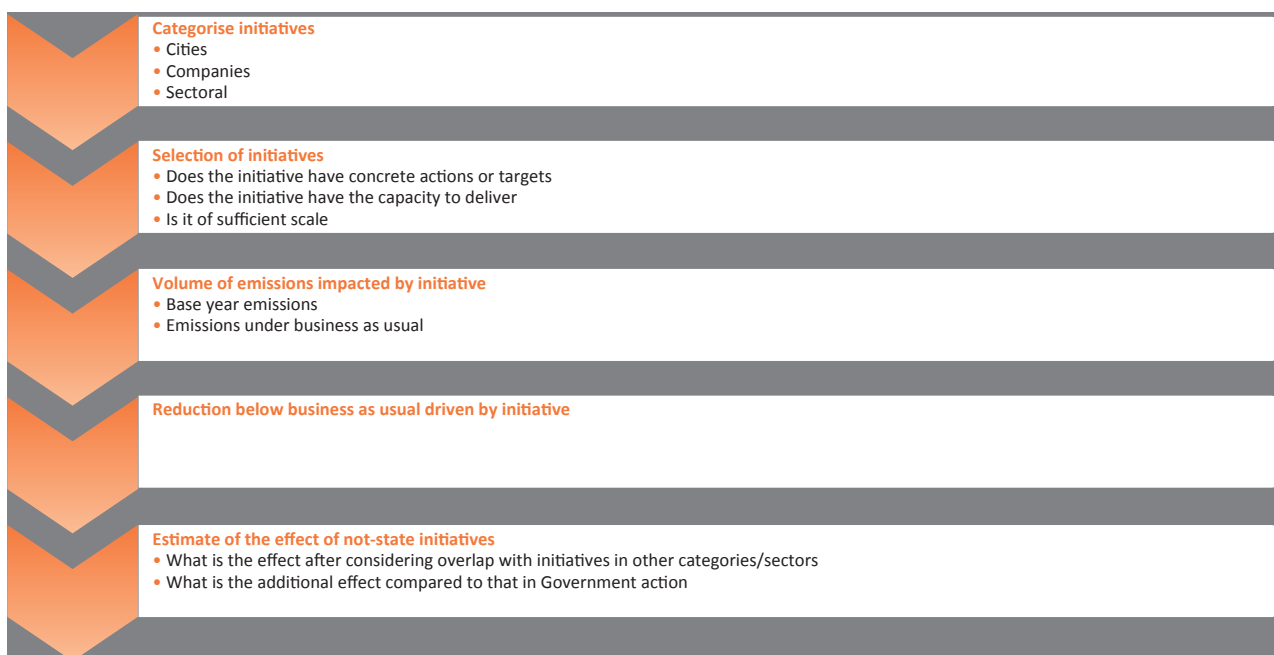 Categorise initiatives
• Cities
• Companies
• Sectoral
Selection of initiatives
• Does the initiative have concrete actions or targets
• Does the initiative have the capacity to deliver
• Is it of sufficient scale
Volume of emissions impacted by initiative
• Base year emissions
• Emissions under business as usual
Reduction below business as usual driven by initiative
Estimate of the effect of not-state initiatives
• What is the effect after considering overlap with initiatives in other categories/sectors
• What is the additional effect compared to that in Government action